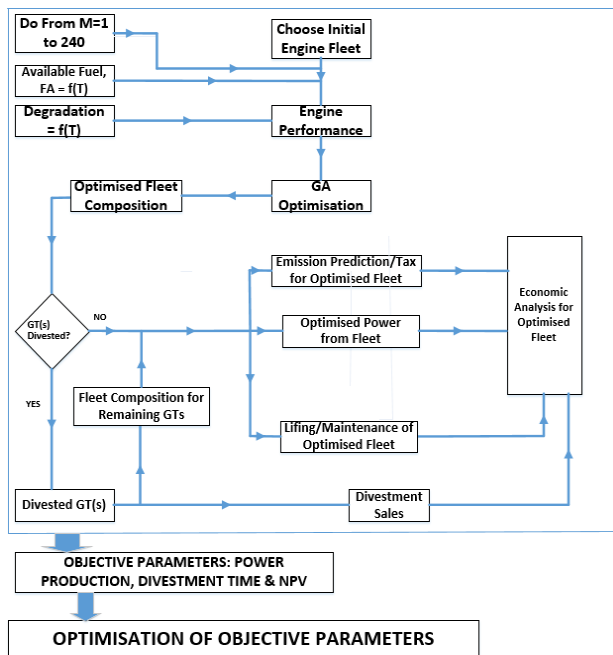 Do From M=1
to 240
Choose Initial
Engine Fleet
Available Fuel,
FA = f(T)
Degradation
= f(T)
Engine
Performance
Optimised Fleet
Composition
GA
Optimisation
Emission Prediction/Tax
for Optimised Fleet
Economic
Analysis for
Optimised
Fleet
GT(s)
Divested?
NO
Optimised Power
from Fleet
YES
Fleet Composition for
Remaining GTs
Lifing/Maintenance of
Optimised Fleet
Divested GT(s)
Divestment
Sales
OBJECTIVE PARAMETERS: POWER
PRODUCTION, DIVESTMENT TIME & NPV
OPTIMISATION OF OBJECTIVE PARAMETERS